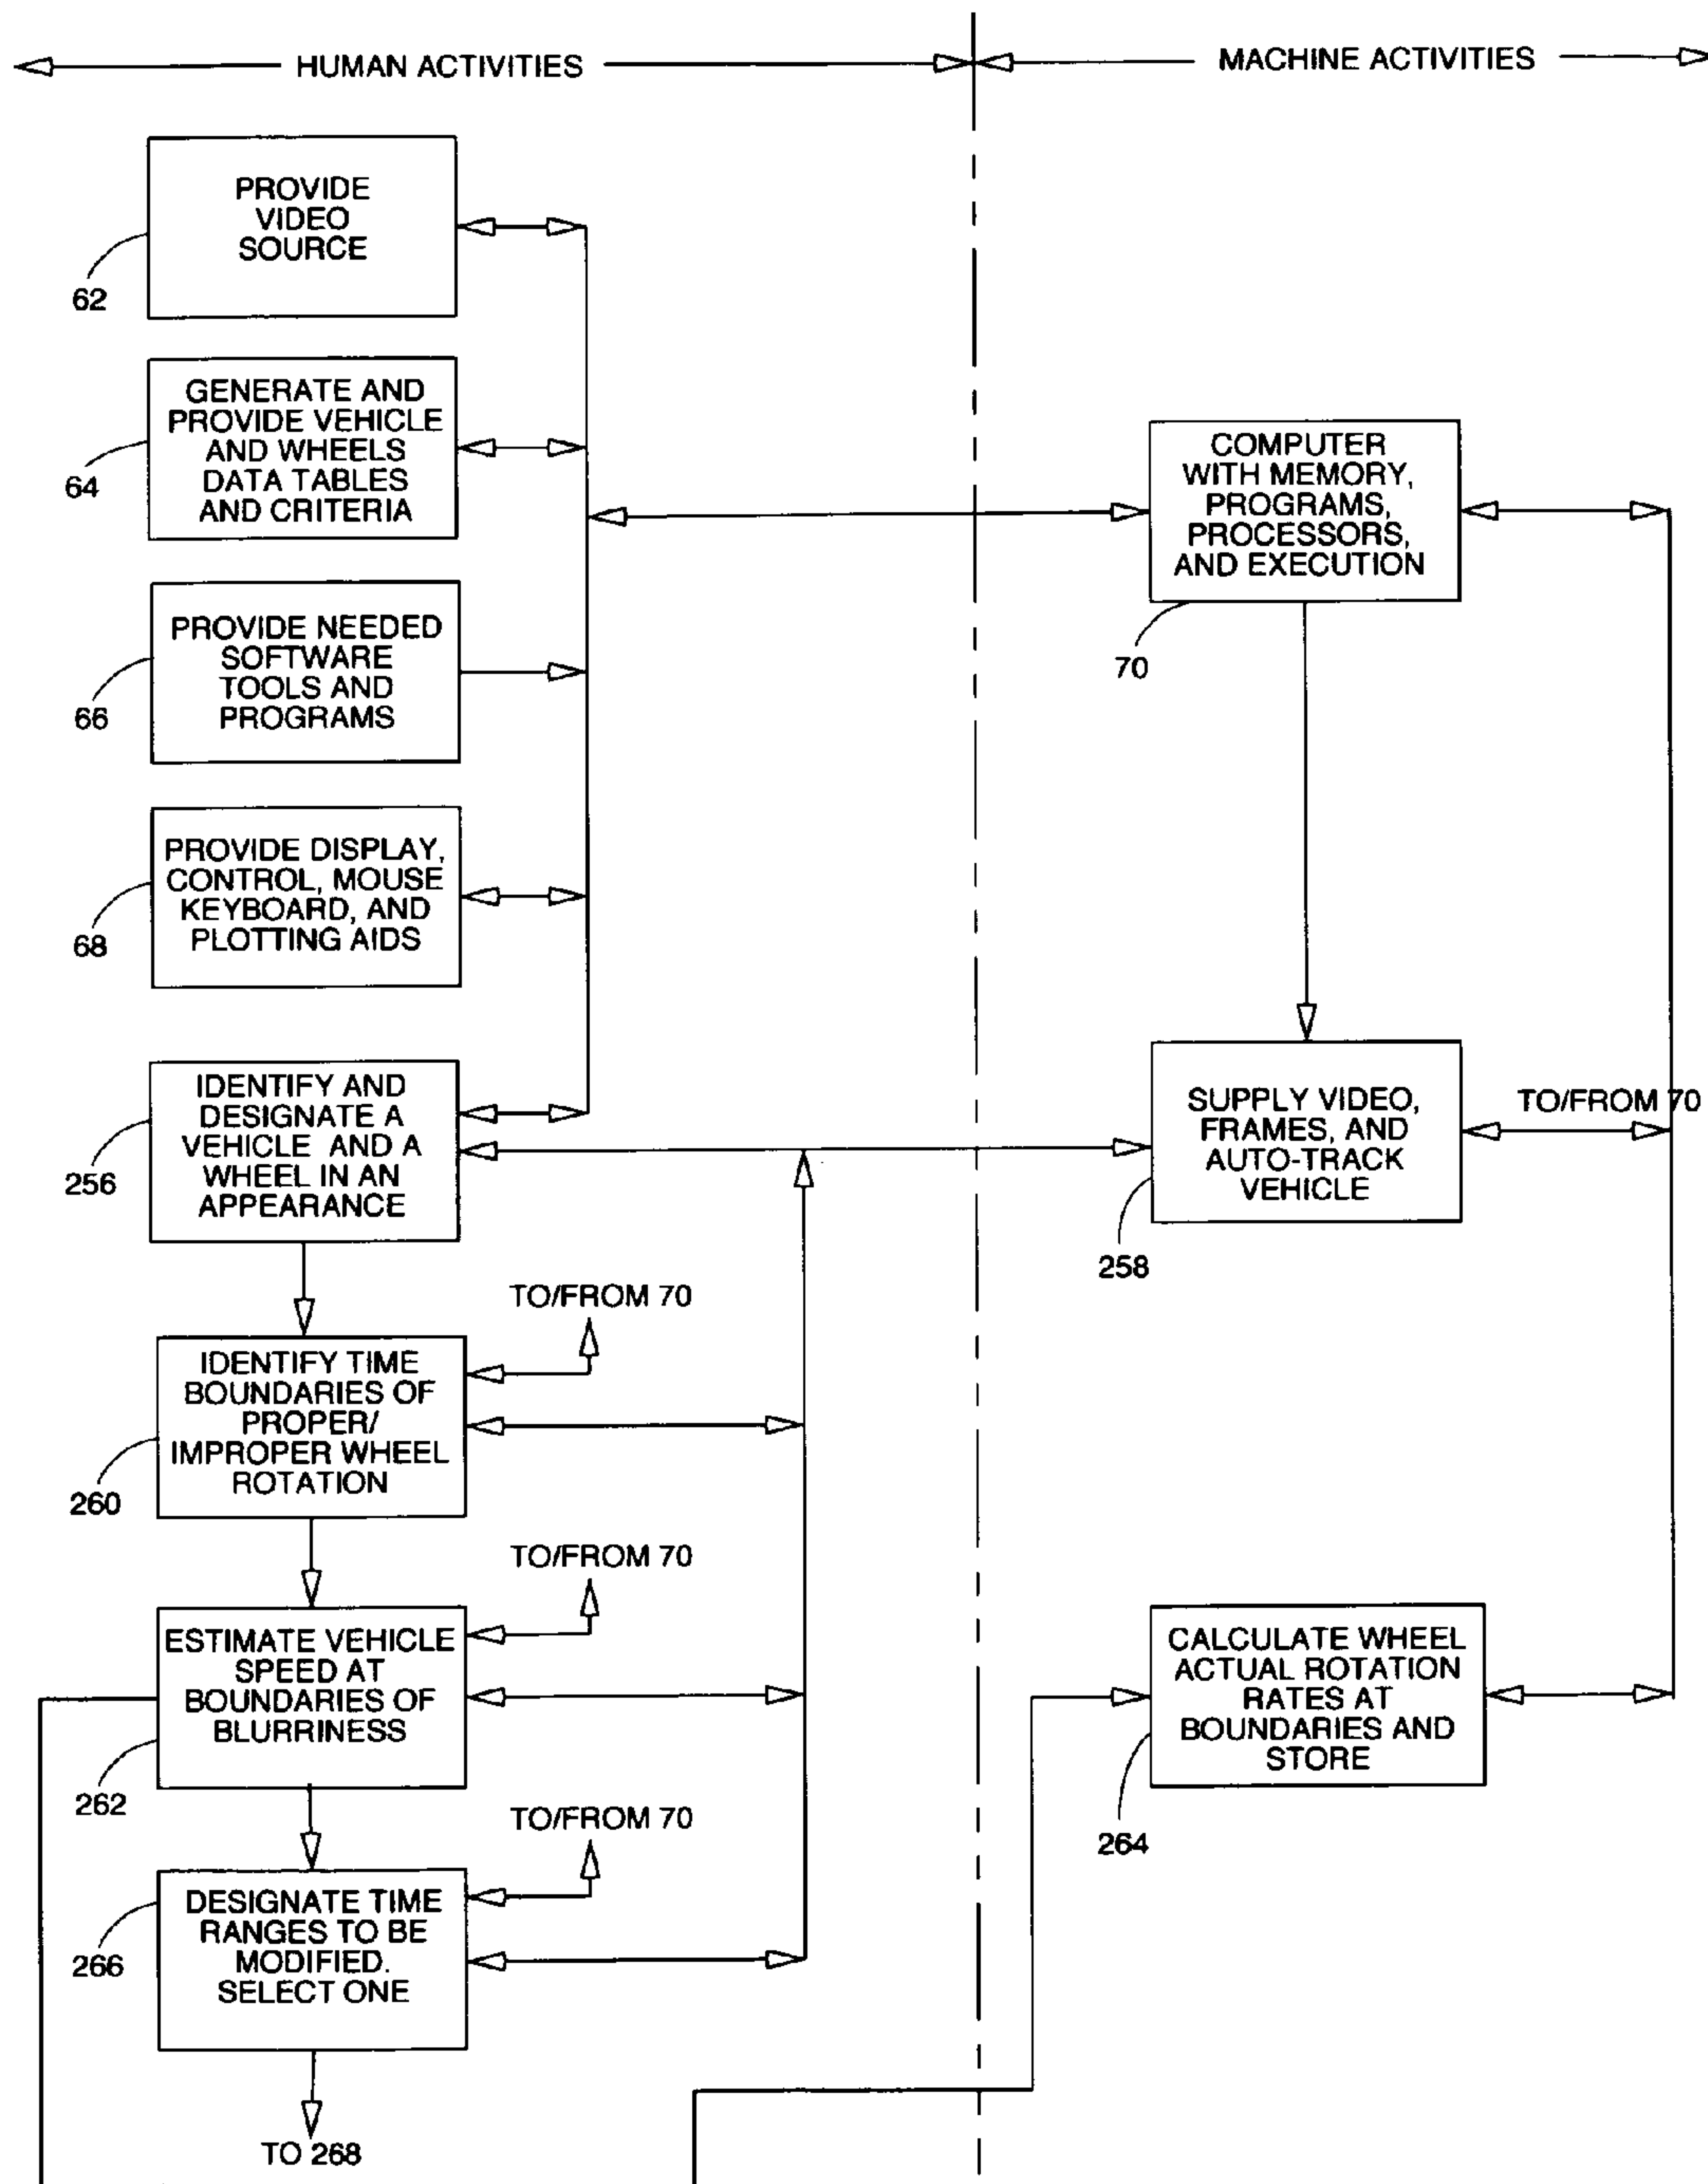 HUMAN ACTIVITIES
MACHINE ACTIVITIES
PROVIDE
VIDEO
SOURCE
62
GENERATE AND
PROVIDE VEHICLE
AND WHEELS
DATA TABLES
AND CRITERIA
64
COMPUTER
WITH MEMORY,
PROGRAMS,
PROCESSORS,
AND EXECUTION
70
PROVIDE NEEDED
SOFTWARE
TOOLS AND
PROGRAMS
66
PROVIDE DISPLAY,
CONTROL, MOUSE
KEYBOARD, AND
PLOTTING AIDS
68
IDENTIFY AND
DESIGNATE A
VEHICLE AND A
WHEEL IN AN
APPEARANCE
256
SUPPLY VIDEO,
FRAMES, AND
AUTO-TRACK
VEHICLE
258
TO/FROM 70
TO/FROM 70
IDENTIFY TIME
BOUNDARIES OF
PROPER/
IMPROPER WHEEL
ROTATION
260
TO/FROM 70
ESTIMATE VEHICLE
SPEED AT
BOUNDARIES OF
BLURRINESS
262
CALCULATE WHEEL
ACTUAL ROTATION
RATES AT
BOUNDARIES AND
STORE
264
TO/FROM 70
DESIGNATE TIME
RANGES TO BE
MODIFIED.
SELECT ONE
266
TO 268